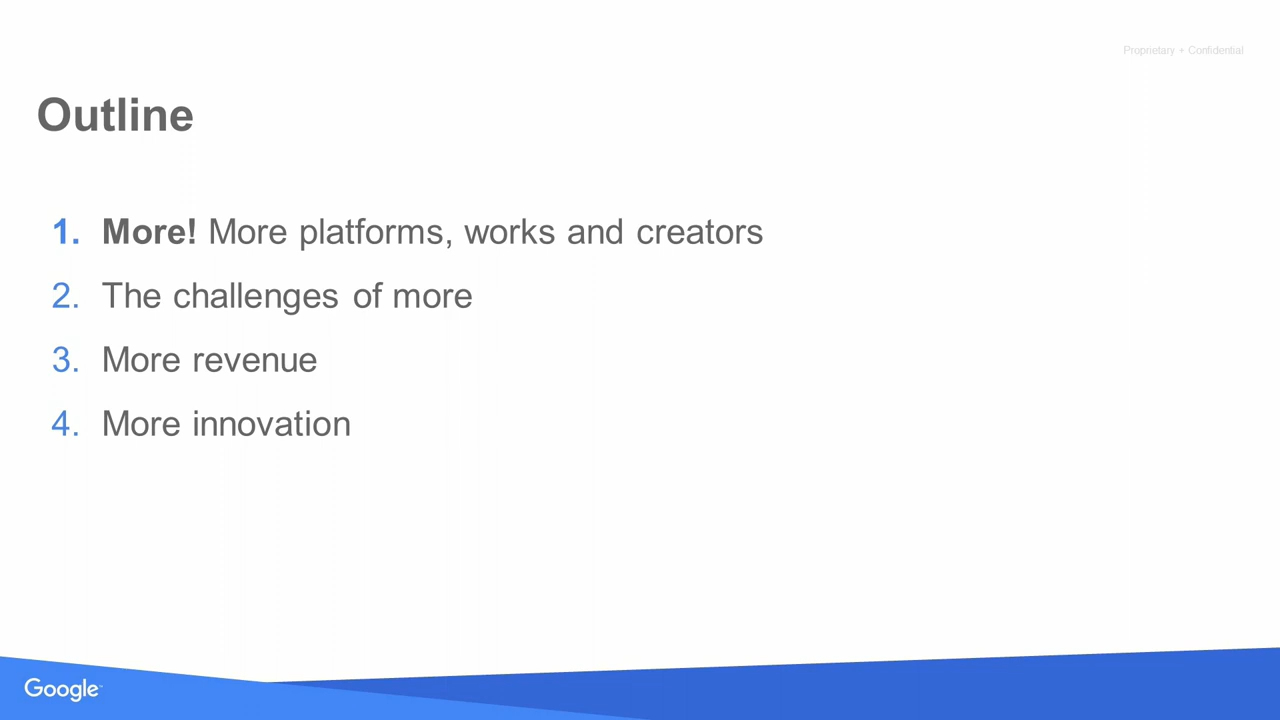 Proprietary + Confidential
Outline
1. More! More platforms, works and creators
2. The challenges of more
3. More revenue
4. More innovation
Google